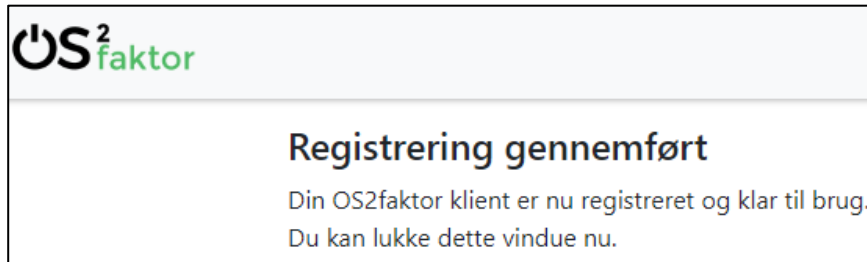 OS2faktor
Registrering gennemført
Din OS2faktor klient er nu registreret og klar til brug.
Du kan lukke dette vindue nu.